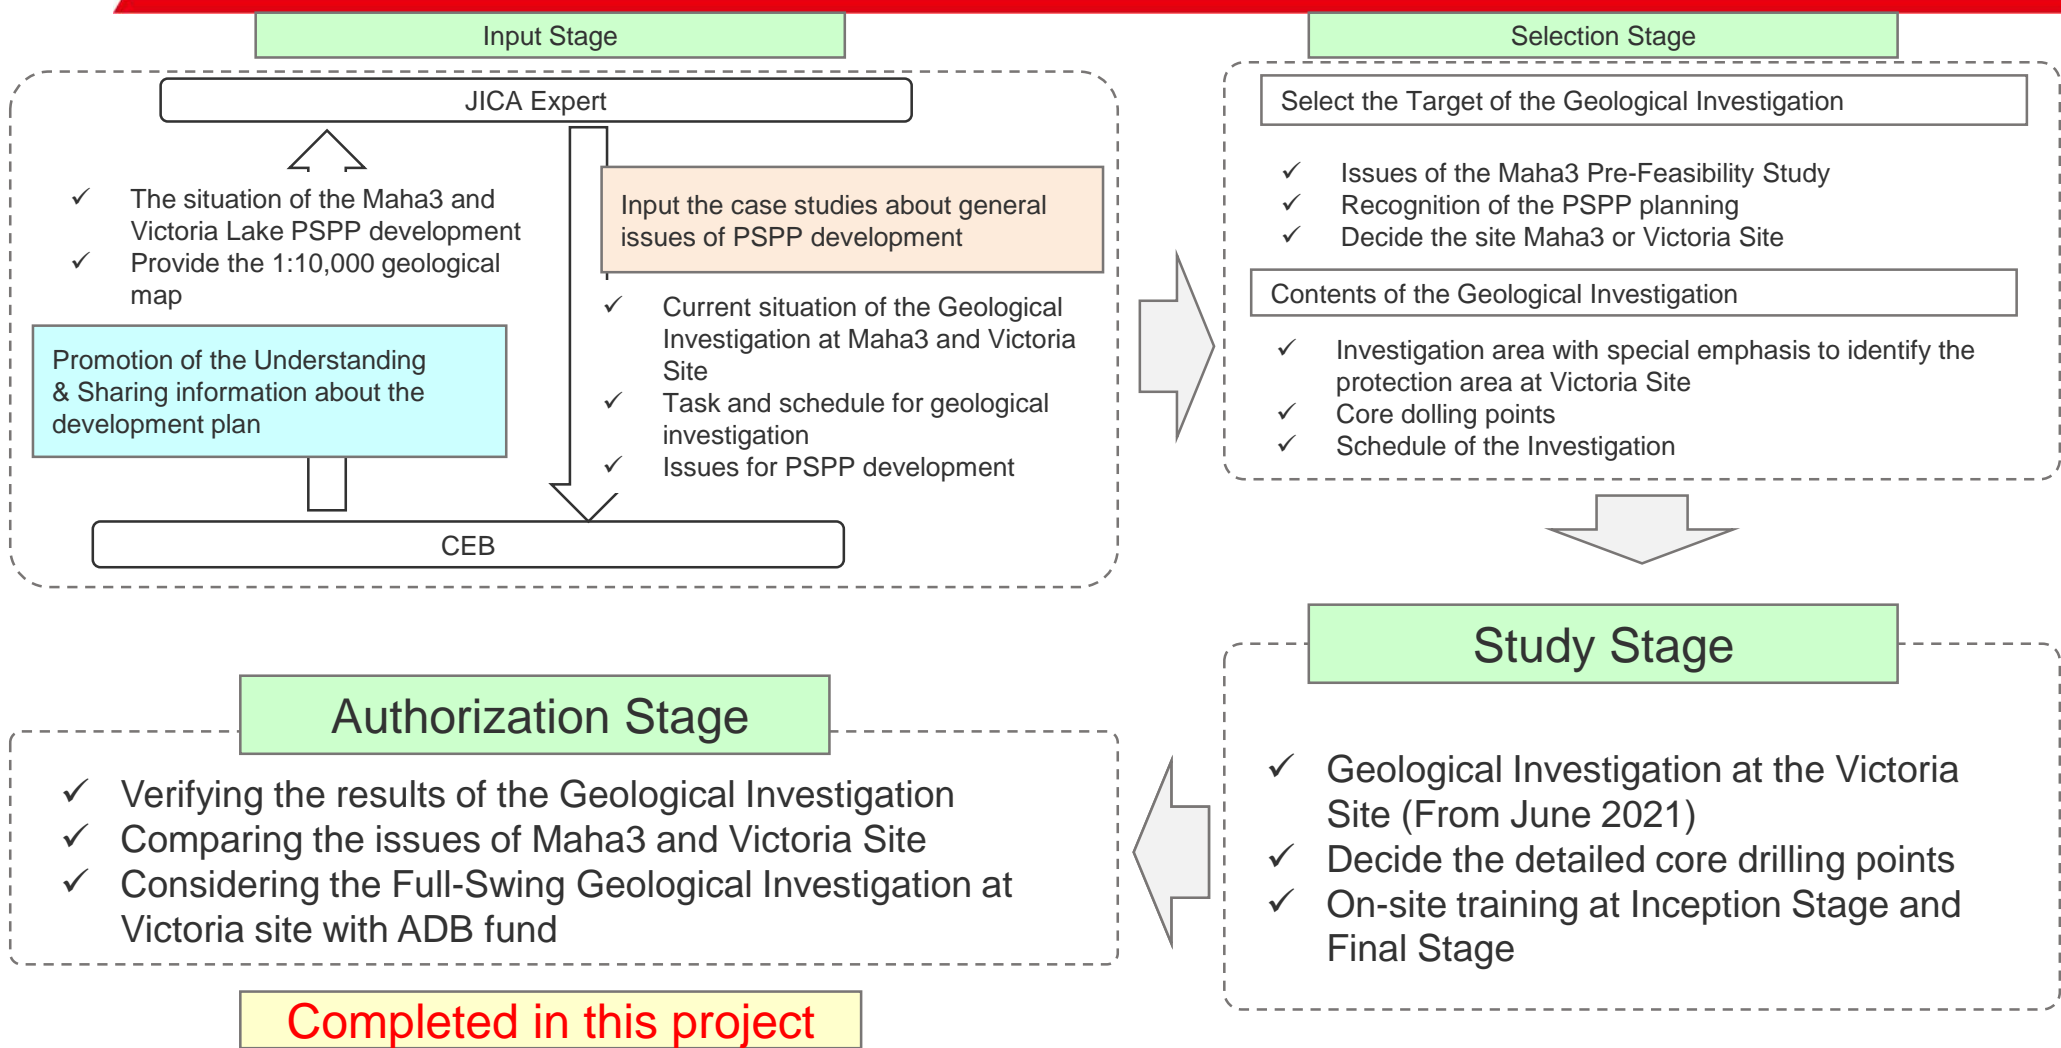 Input Stage
JICA Expert
✓ The situation of the Maha3 and
Victoria Lake PSPP development
✓ Provide the 1:10,000 geological
map
Promotion of the Understanding
& Sharing information about the
development plan
Input the case studies about general
issues of PSPP development
✓ Current situation of the Geological
Investigation at Maha3 and Victoria
Site
✓ Task and schedule for geological
investigation
✓ Issues for PSPP development
CEB
Selection Stage
Select the Target of the Geological Investigation
✓ Issues of the Maha3 Pre-Feasibility Study
✓ Recognition of the PSPP planning
✓ Decide the site Maha3 or Victoria Site
Contents of the Geological Investigation
✓ Investigation area with special emphasis to identify the
protection area at Victoria Site
✓ Core dolling points
✓ Schedule of the Investigation
Study Stage
✓ Geological Investigation at the Victoria
Site (From June 2021)
✓ Decide the detailed core drilling points
✓ On-site training at Inception Stage and
Final Stage
Authorization Stage
✓ Verifying the results of the Geological Investigation
✓ Comparing the issues of Maha3 and Victoria Site
✓ Considering the Full-Swing Geological Investigation at
Victoria site with ADB fund
Completed in this project